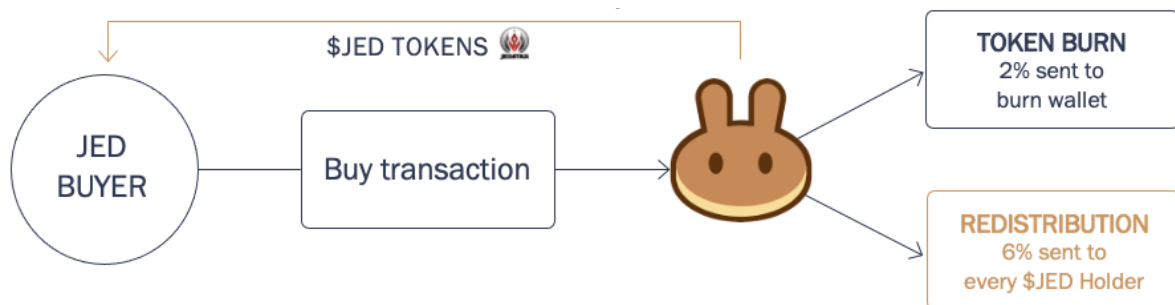 $JED TOKENS
JED
BUYER
Buy transaction
TOKEN BURN
2% sent to
burn wallet
REDISTRIBUTION
6% sent to
every $JED Holder